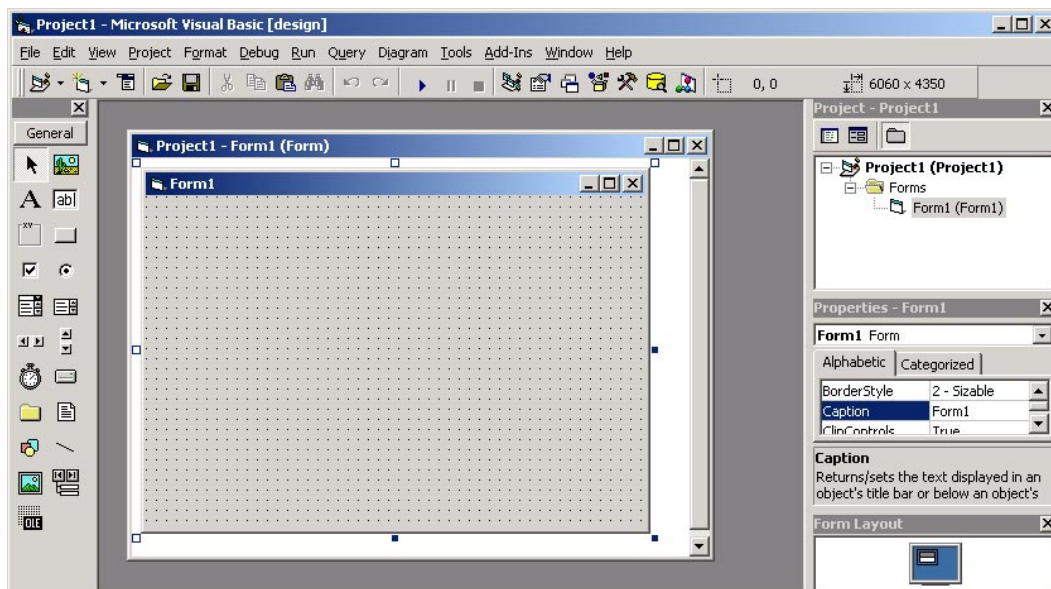 Project1 - Microsoft Visual Basic [design]
File Edit View Project Format Debug Run Query Diagram Tools Add-Ins Window Help
0, 0 6060 x 4350
General
A ab|
XY
OLE
Project1 - Form1 (Form)
Form1
Project - Project1
Project1 (Project1)
Forms
Form1 (Form1)
Properties - Form1
Form1 Form
Alphabetic Categorized
BorderStyle 2 - Sizable
Caption Form1
ClipControls True
Caption
Returns/sets the text displayed in an
object's title bar or below an object's
Form Layout